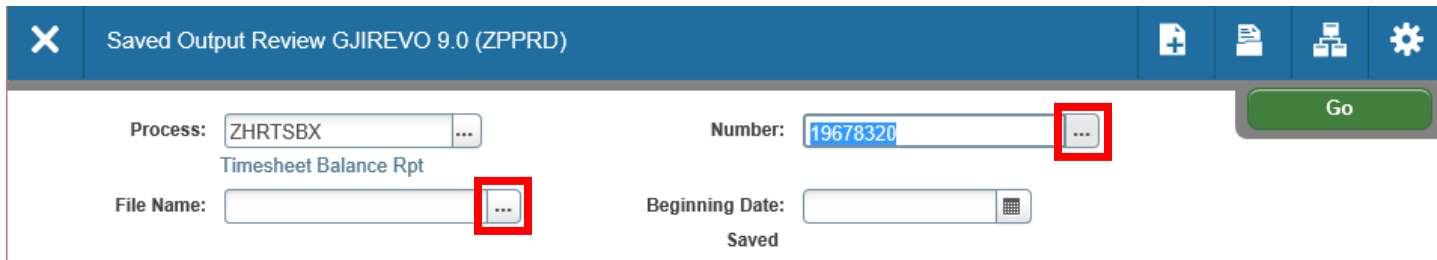 Saved Output Review GJIREVO 9.0 (ZPPRD)
Go
Process: ZHRTSBX ... Number: 19678320 ...
Timesheet Balance Rpt
File Name: ... Beginning Date:
Saved